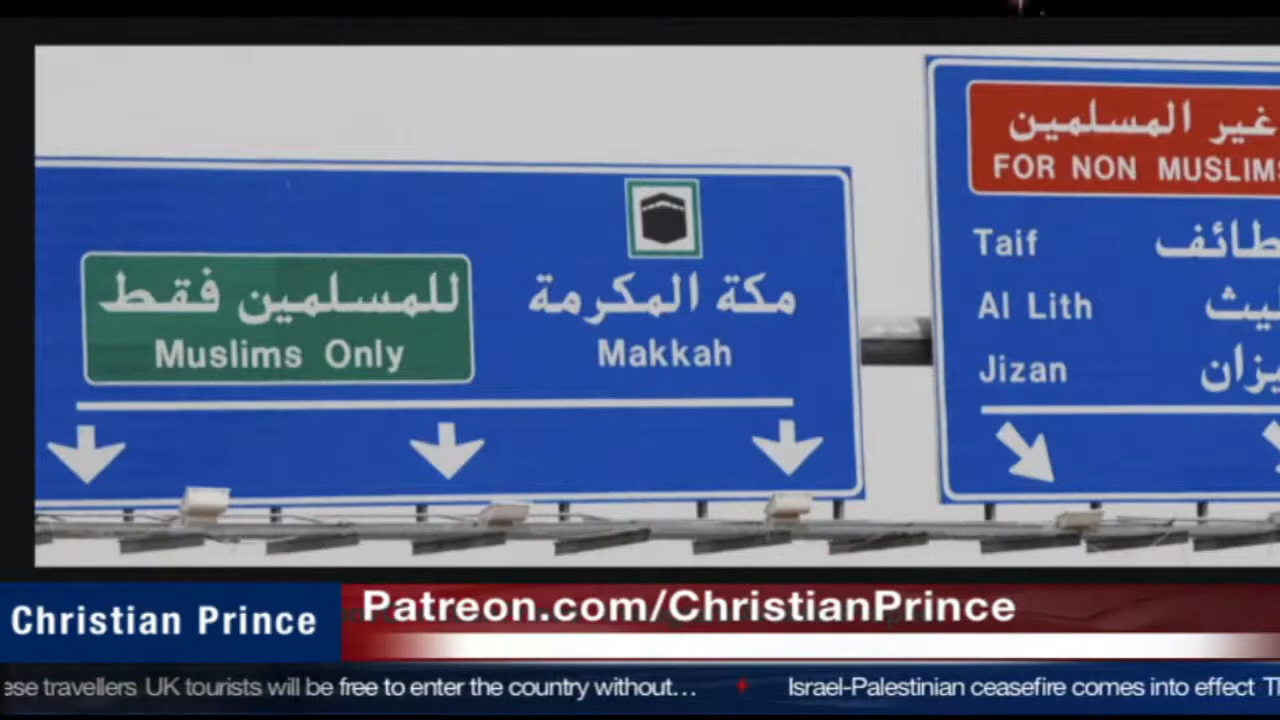 للمسلمين فقط
Muslims Only
مكة المكرمة
Makkah
غير المسلمين
FOR NON MUSLIMS
Taif
Al Lith
Jizan
Christian Prince
Patreon.com/ChristianPrince
ese travellers UK tourists will be free to enter the country without...
Israel-Palestinian ceasefire comes into effect